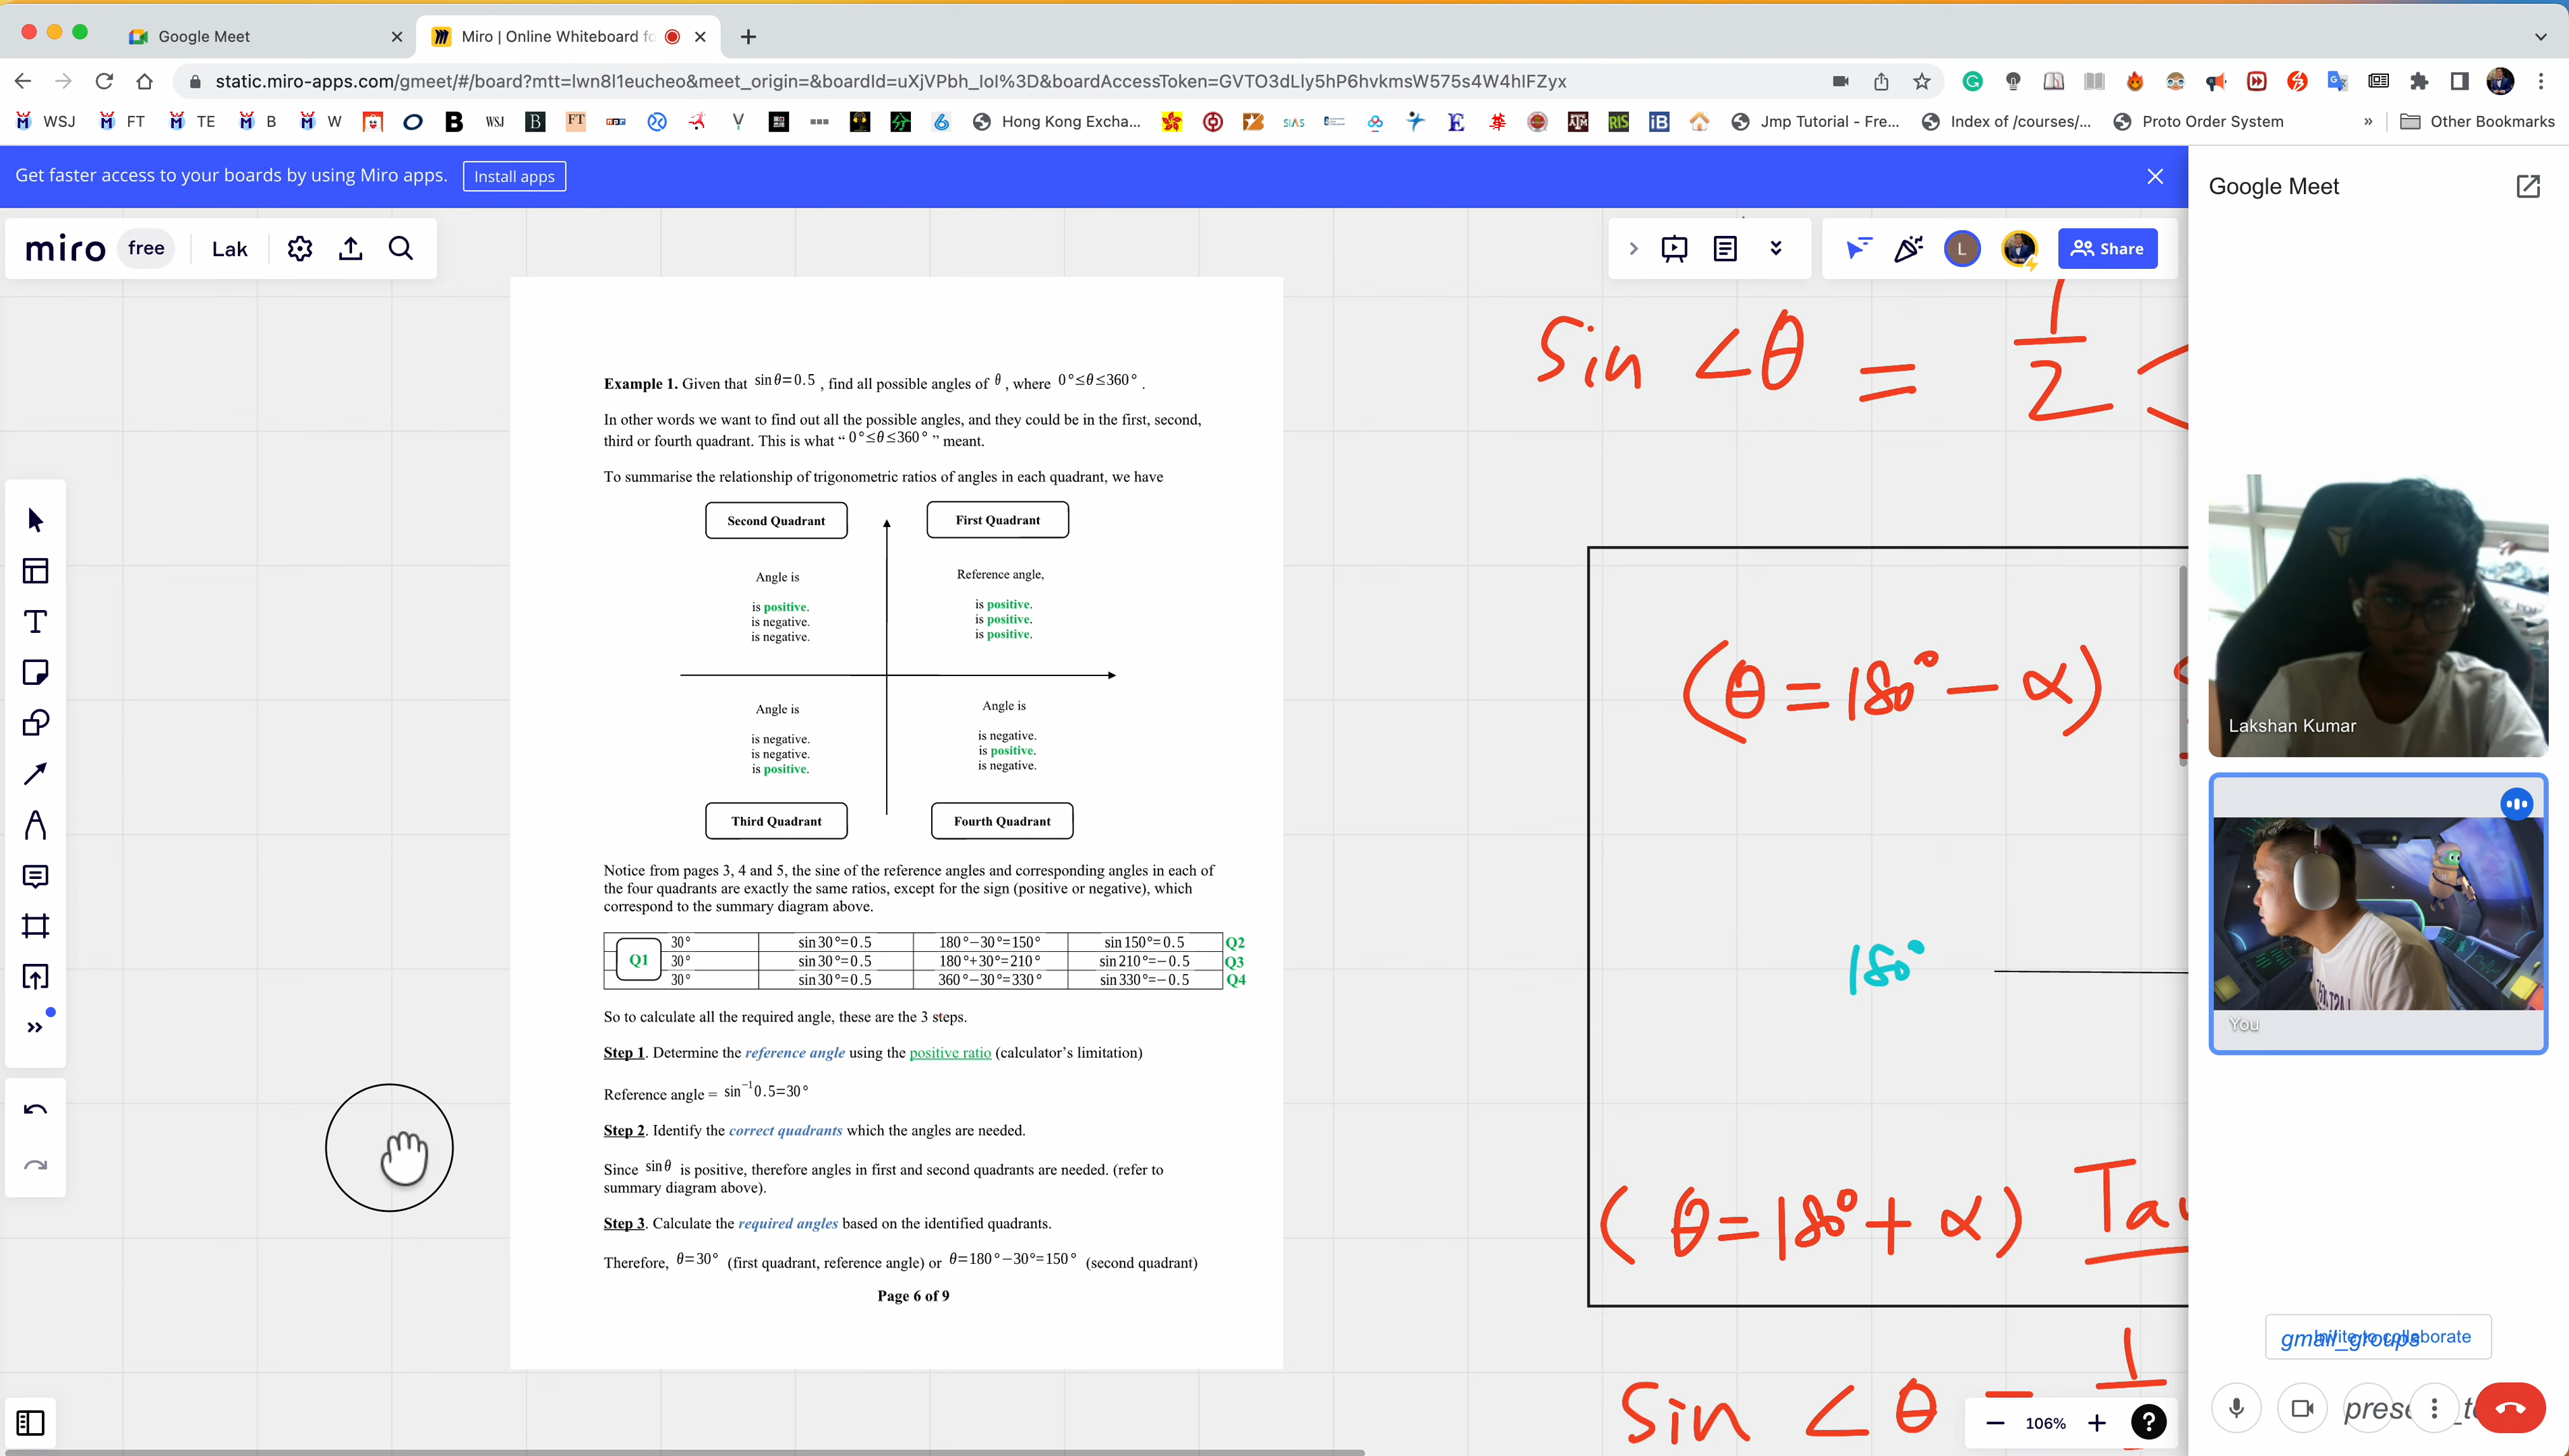 Google Meet
Miro | Online Whiteboard fo
static.miro-apps.com/gmeet/#/board?mtt=lwn8l1eucheo&meet_origin=&boardId=uXjVPbh_IoI%3D&boardAccessToken=GVTO3dLIy5hP6hvkmsW575s4W4hlFZyx
WSJ FT TE B W B WSJ B FT npr Hong Kong Excha... SIAS RIS iB Jmp Tutorial - Fre... Index of /courses/... Proto Order System » Other Bookmarks
Get faster access to your boards by using Miro apps. Install apps
Google Meet
miro free Lak
L Share
Example 1. Given that sin θ=0.5 , find all possible angles of θ , where 0°≤θ≤360° .
In other words we want to find out all the possible angles, and they could be in the first, second,
third or fourth quadrant. This is what “ 0°≤θ≤360° ” meant.
To summarise the relationship of trigonometric ratios of angles in each quadrant, we have
Second Quadrant First Quadrant
Angle is
is positive.
is negative.
is negative.
Reference angle,
is positive.
is positive.
is positive.
Angle is
is negative.
is negative.
is positive.
Angle is
is negative.
is positive.
is negative.
Third Quadrant Fourth Quadrant
Notice from pages 3, 4 and 5, the sine of the reference angles and corresponding angles in each of
the four quadrants are exactly the same ratios, except for the sign (positive or negative), which
correspond to the summary diagram above.
Q1
30° sin 30°=0.5 180°−30°=150° sin 150°=0.5 Q2
30° sin 30°=0.5 180°+30°=210° sin 210°=−0.5 Q3
30° sin 30°=0.5 360°−30°=330° sin 330°=−0.5 Q4
So to calculate all the required angle, these are the 3 steps.
Step 1. Determine the reference angle using the positive ratio (calculator’s limitation)
Reference angle = sin⁻¹0.5=30°
Step 2. Identify the correct quadrants which the angles are needed.
Since sin θ is positive, therefore angles in first and second quadrants are needed. (refer to
summary diagram above).
Step 3. Calculate the required angles based on the identified quadrants.
Therefore, θ=30° (first quadrant, reference angle) or θ=180°−30°=150° (second quadrant)
Page 6 of 9
Sin ∠θ = 1/2
(θ = 180° − α)
180°
( θ = 180° + α) Tan
Sin ∠ θ = 1
106%
Lakshan Kumar
You
Invite to collaborate
gmail_groups